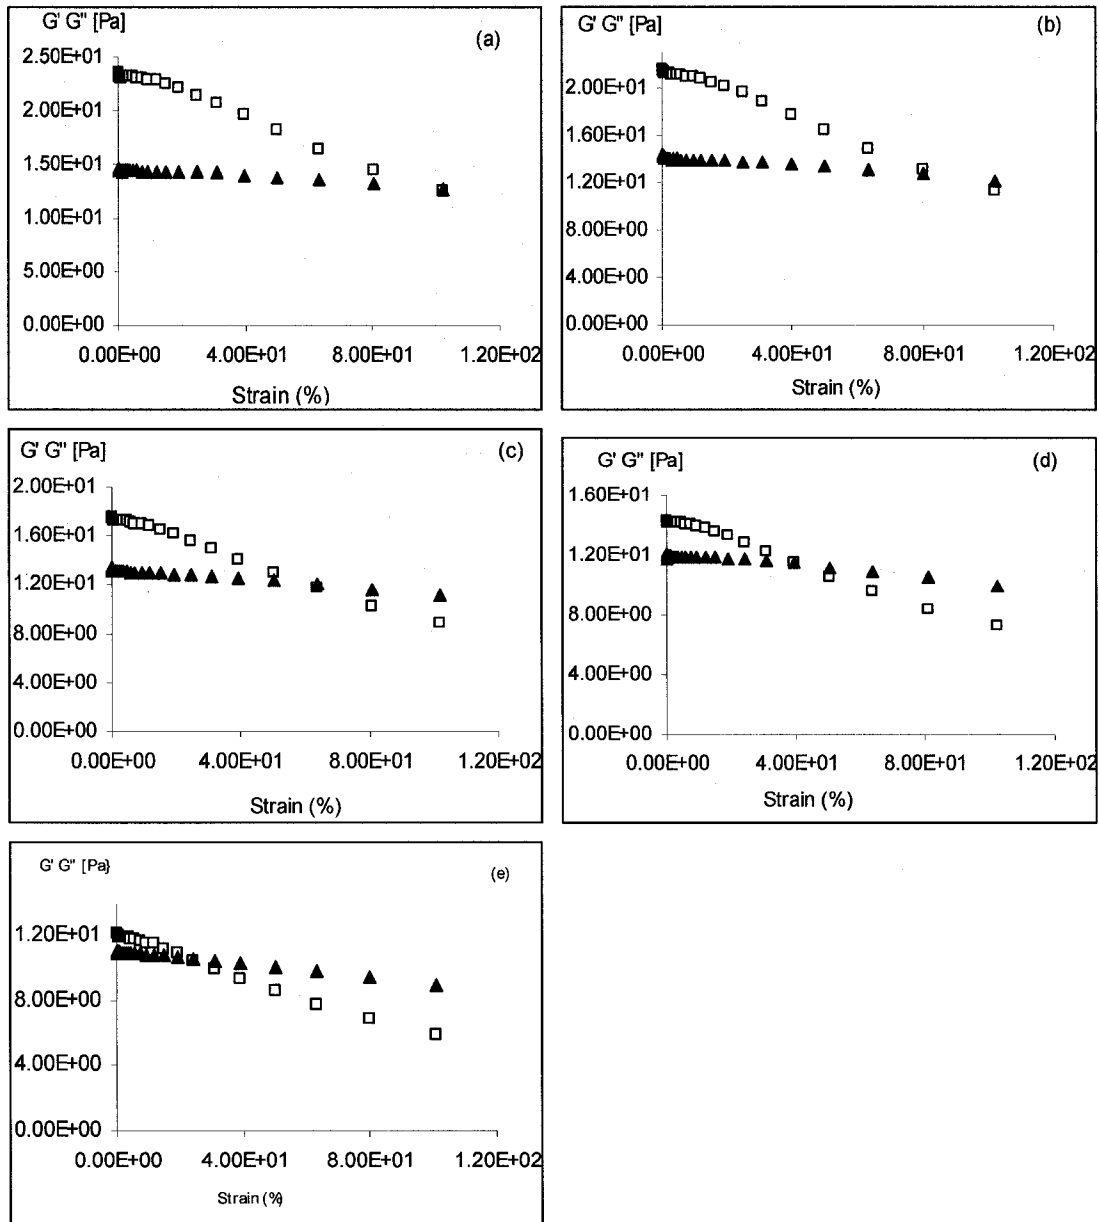 G' G'' [Pa]
(a)
2.50E+01
2.00E+01
1.50E+01
1.00E+01
5.00E+00
0.00E+00
0.00E+00 4.00E+01 8.00E+01 1.20E+02
Strain (%)
G' G'' [Pa]
(b)
2.00E+01
1.60E+01
1.20E+01
8.00E+00
4.00E+00
0.00E+00
0.00E+00 4.00E+01 8.00E+01 1.20E+02
Strain (%)
G' G'' [Pa]
(c)
2.00E+01
1.60E+01
1.20E+01
8.00E+00
4.00E+00
0.00E+00
0.00E+00 4.00E+01 8.00E+01 1.20E+02
Strain (%)
G' G'' [Pa]
(d)
1.60E+01
1.20E+01
8.00E+00
4.00E+00
0.00E+00
0.00E+00 4.00E+01 8.00E+01 1.20E+02
Strain (%)
G' G'' [Pa}
(e)
1.20E+01
8.00E+00
4.00E+00
0.00E+00
0.00E+00 4.00E+01 8.00E+01 1.20E+02
Strain (%)